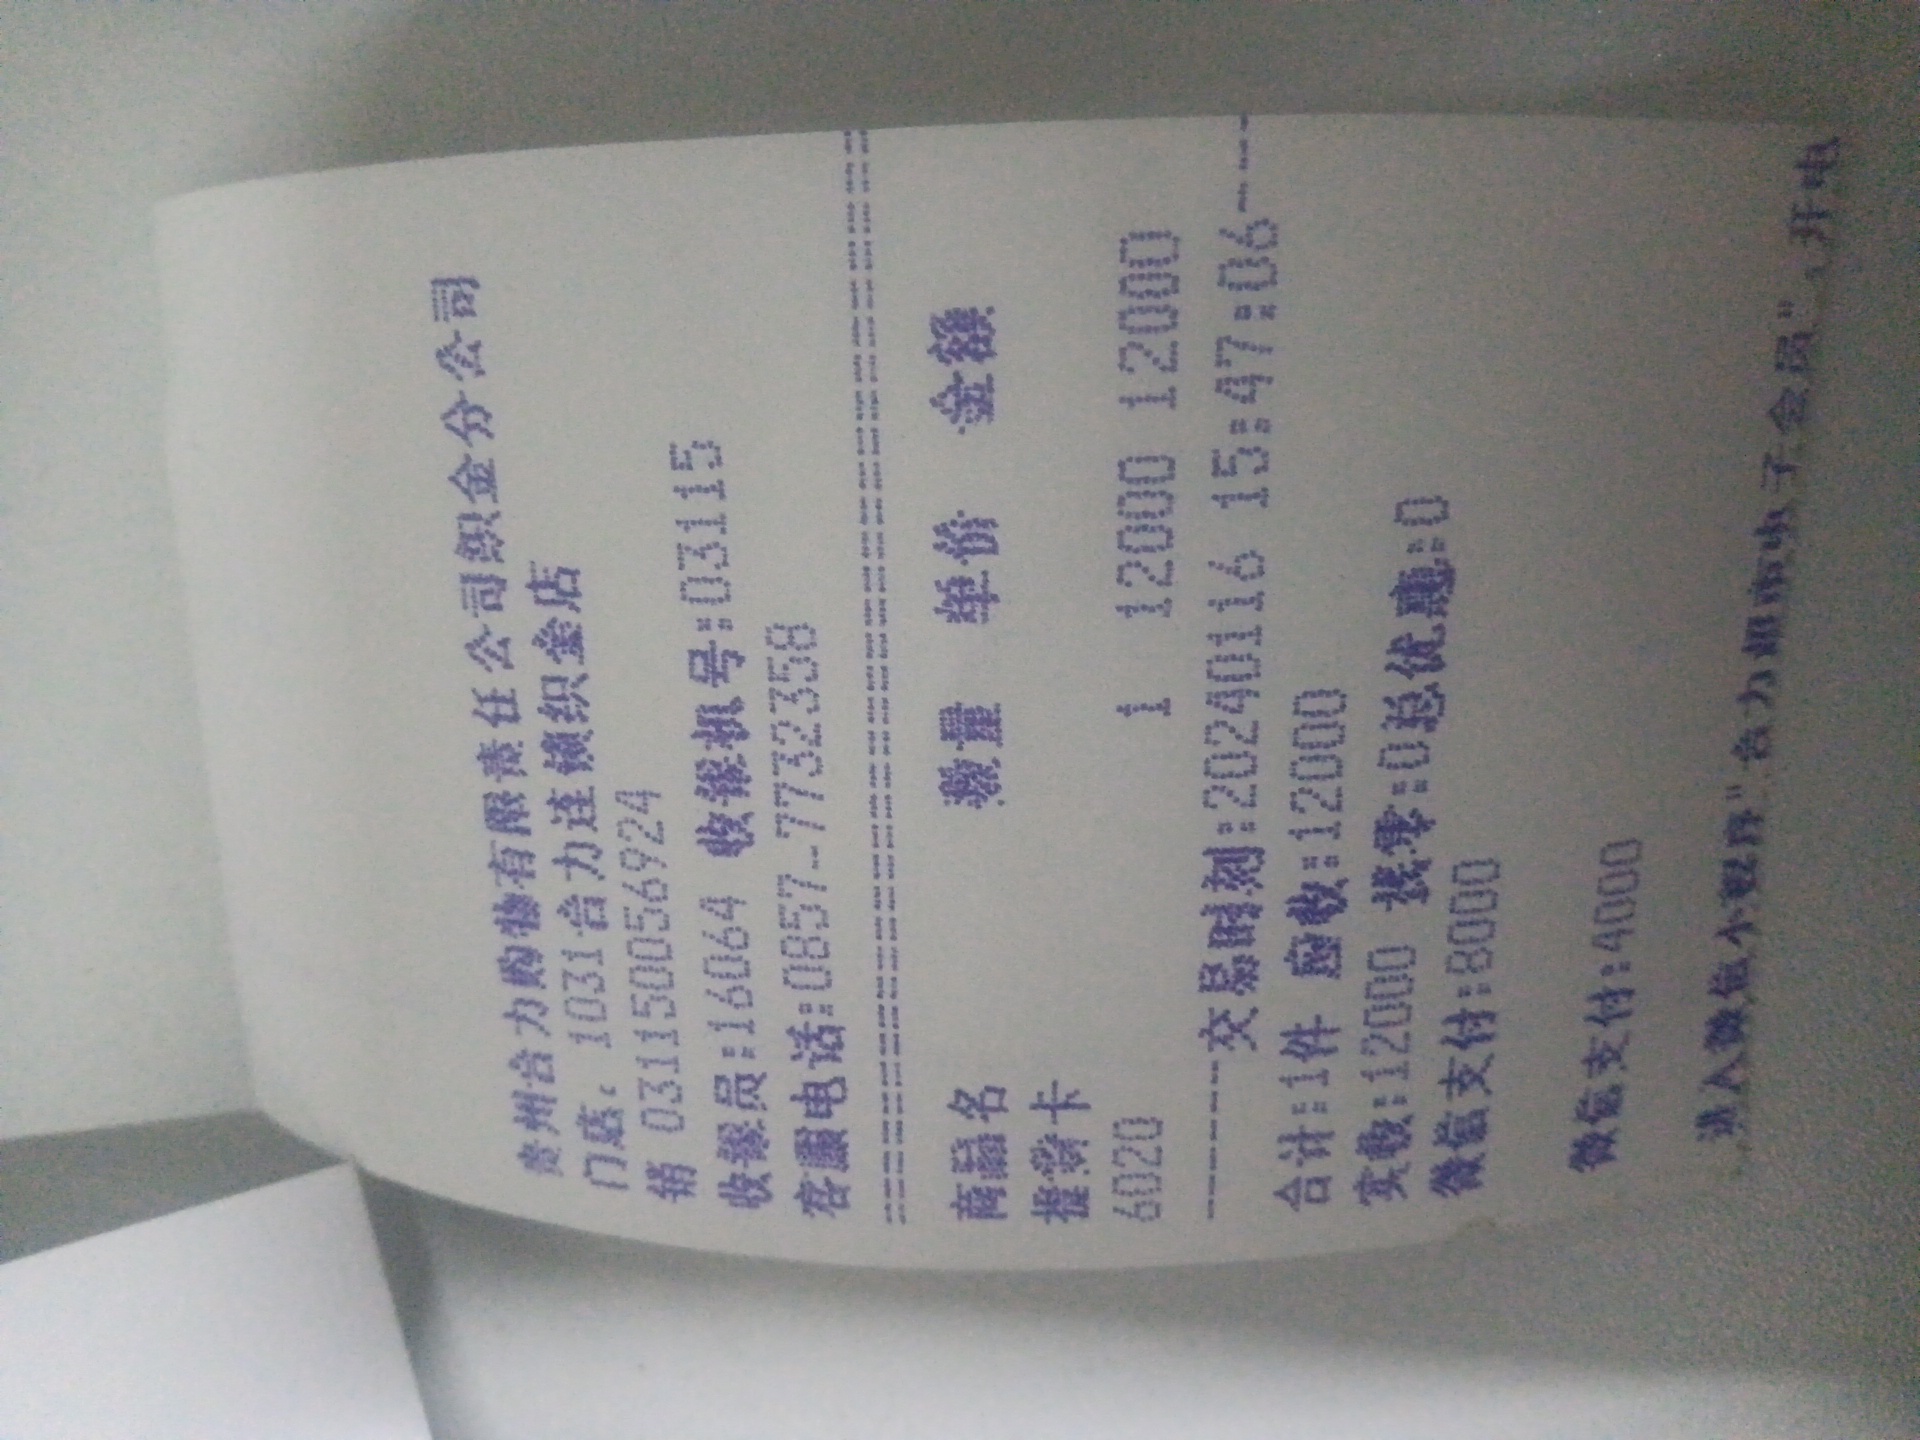 贵州合力购物有限责任公司织金分公司
门店: 1031合力连锁织金店
销 031150056924
收银员:16064 收银机号:03115
客服电话:0857-7732358
商品名 数量 单价 金额
提货卡
6020 1 12000 12000
交易时刻:20240116 15:47:06
合计:1件 应收:12000
实收:12000 找零:0总优惠:0
微信支付:8000
微信支付:4000
进入微信小程序"合力超市电子会员",开电